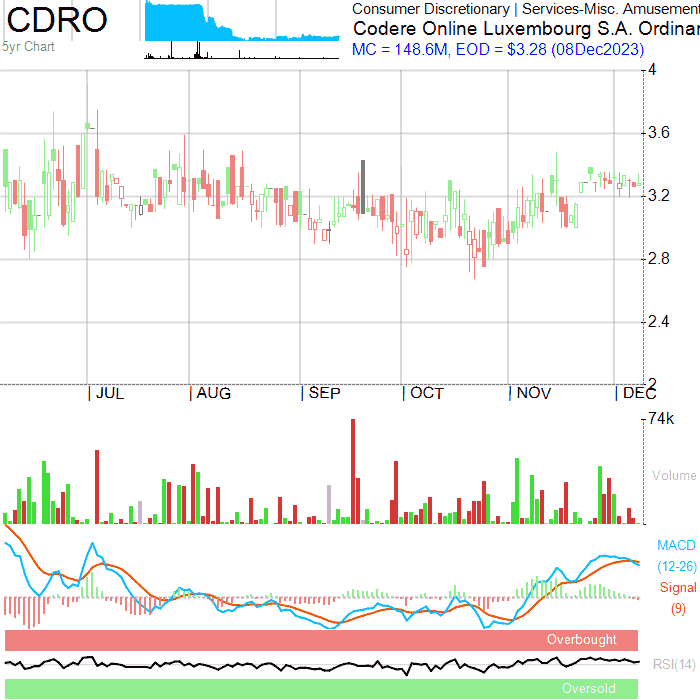 CDRO
5yr Chart
Consumer Discretionary | Services-Misc. Amusement
Codere Online Luxembourg S.A. Ordinar
MC = 148.6M, EOD = $3.28 (08Dec2023)
4
3.6
3.2
2.8
2.4
2
JUL AUG SEP OCT NOV DEC
74k
Volume
MACD
(12-26)
Signal
(9)
Overbought
RSI(14)
Oversold